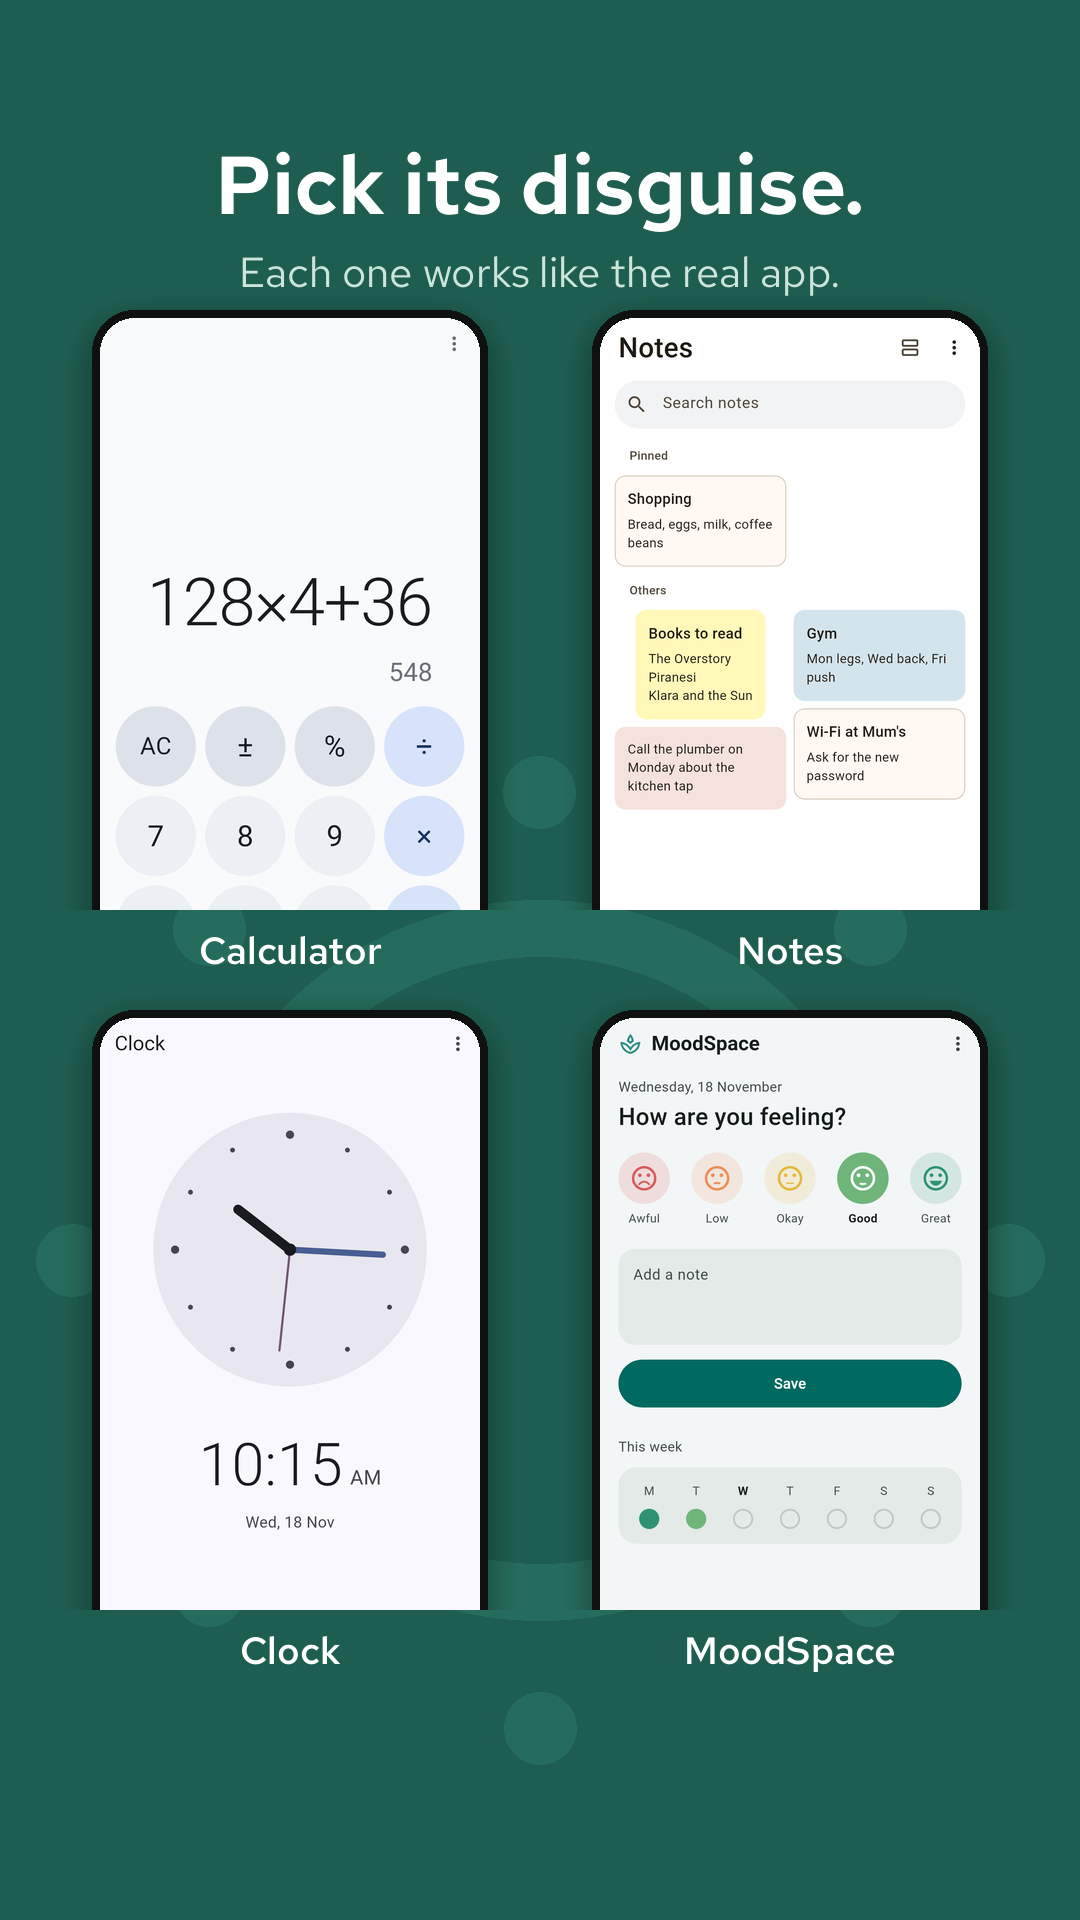 Pick its disguise.
Each one works like the real app.
128×4+36
548
AC ± % ÷
7 8 9 ×
Calculator
Notes
Search notes
Pinned
Shopping
Bread, eggs, milk, coffee
beans
Others
Books to read
The Overstory
Piranesi
Klara and the Sun
Gym
Mon legs, Wed back, Fri
push
Call the plumber on
Monday about the
kitchen tap
Wi-Fi at Mum's
Ask for the new
password
Notes
Clock
10:15 AM
Wed, 18 Nov
Clock
MoodSpace
Wednesday, 18 November
How are you feeling?
Awful Low Okay Good Great
Add a note
Save
This week
M T W T F S S
MoodSpace